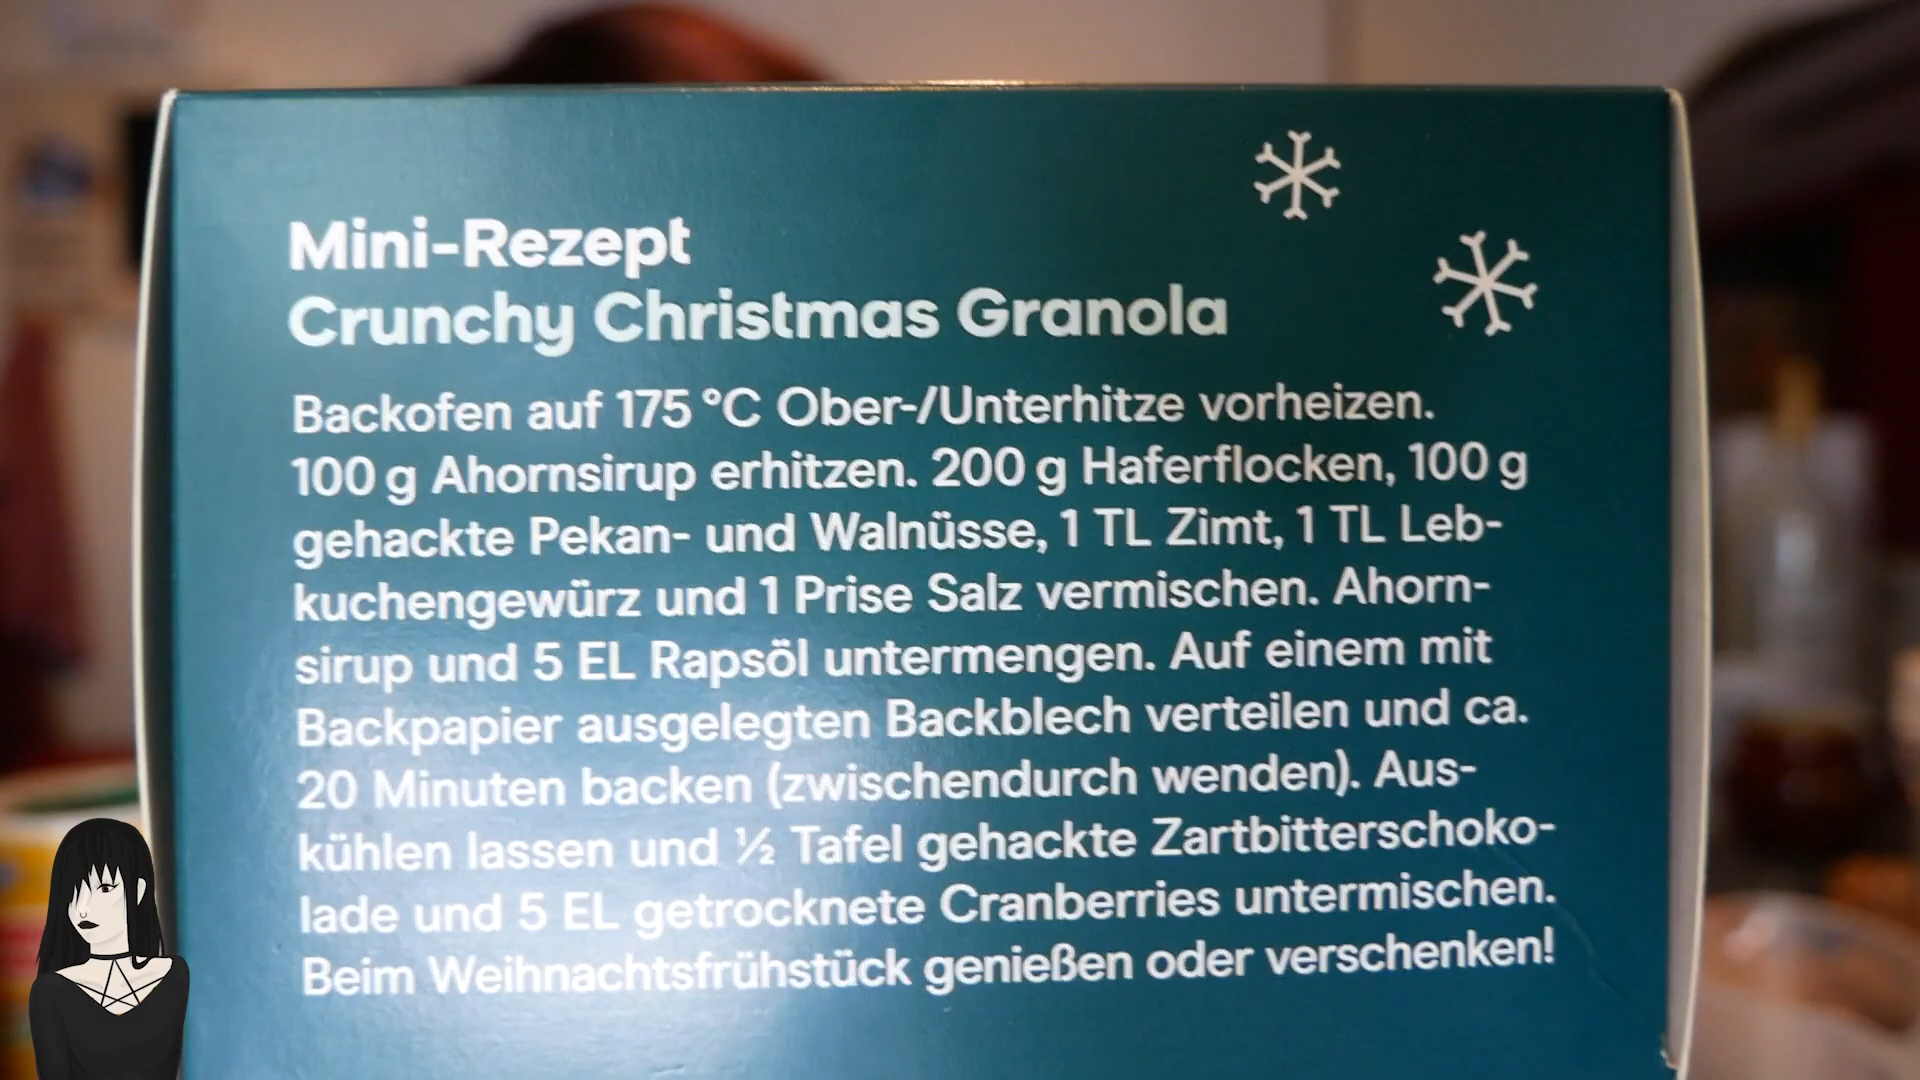 Mini-Rezept
Crunchy Christmas Granola
Backofen auf 175 °C Ober-/Unterhitze vorheizen.
100 g Ahornsirup erhitzen. 200 g Haferflocken, 100 g
gehackte Pekan- und Walnüsse, 1 TL Zimt, 1 TL Leb-
kuchengewürz und 1 Prise Salz vermischen. Ahorn-
sirup und 5 EL Rapsöl untermengen. Auf einem mit
Backpapier ausgelegten Backblech verteilen und ca.
20 Minuten backen (zwischendurch wenden). Aus-
kühlen lassen und ½ Tafel gehackte Zartbitterschoko-
lade und 5 EL getrocknete Cranberries untermischen.
Beim Weihnachtsfrühstück genießen oder verschenken!